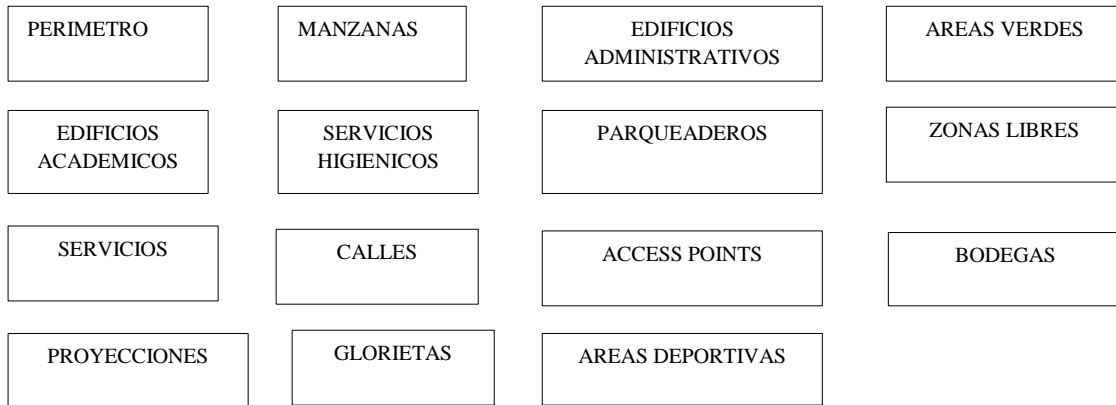 PERIMETRO
MANZANAS
EDIFICIOS
ADMINISTRATIVOS
AREAS VERDES
EDIFICIOS
ACADEMICOS
SERVICIOS
HIGIENICOS
PARQUEADEROS
ZONAS LIBRES
SERVICIOS
CALLES
ACCESS POINTS
BODEGAS
PROYECCIONES
GLORIETAS
AREAS DEPORTIVAS